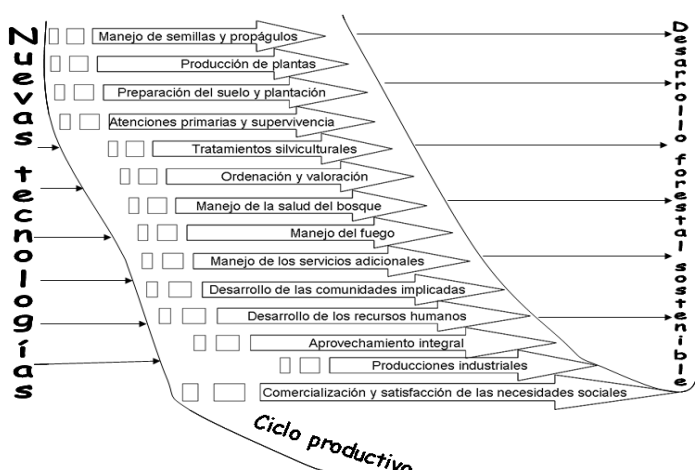 Nuevas tecnologías
Manejo de semillas y propágulos
Producción de plantas
Preparación del suelo y plantación
Atenciones primarias y supervivencia
Tratamientos silviculturales
Ordenación y valoración
Manejo de la salud del bosque
Manejo del fuego
Manejo de los servicios adicionales
Desarrollo de las comunidades implicadas
Desarrollo de los recursos humanos
Aprovechamiento integral
Producciones industriales
Comercialización y satisfacción de las necesidades sociales
Desarrollo forestal sostenible
Ciclo productivo